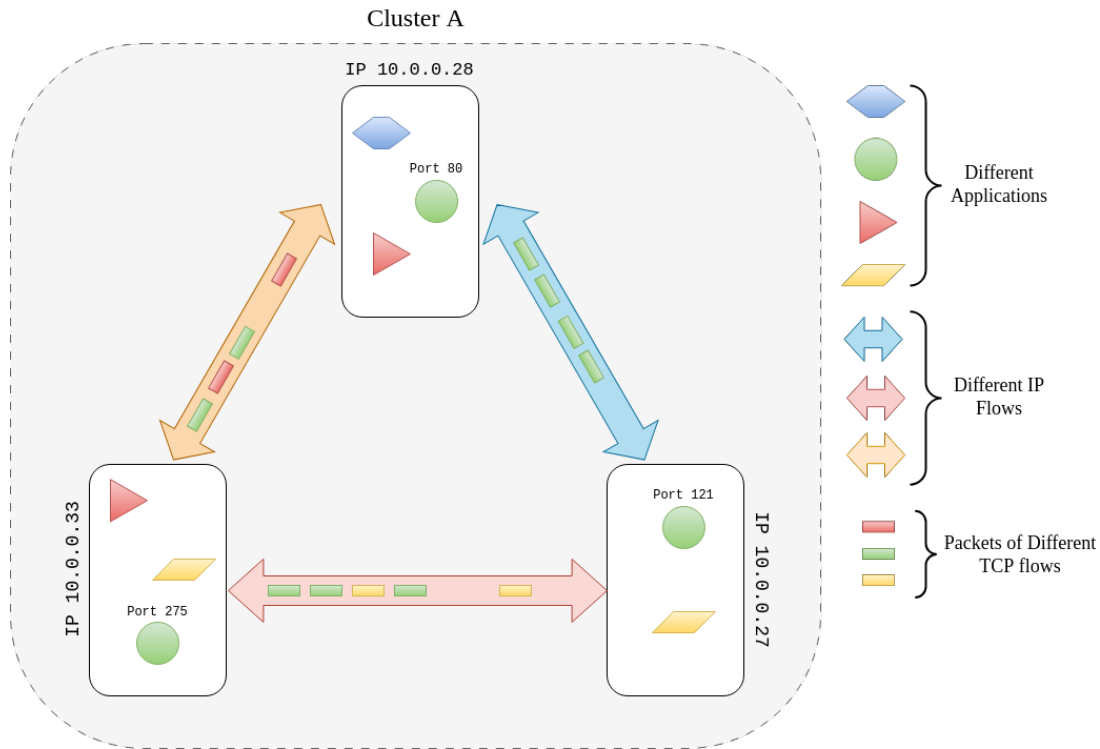 Cluster A
IP 10.0.0.28
Port 80
IP 10.0.0.33
Port 275
Port 121
IP 10.0.0.27
Different
Applications
Different IP
Flows
Packets of Different
TCP flows